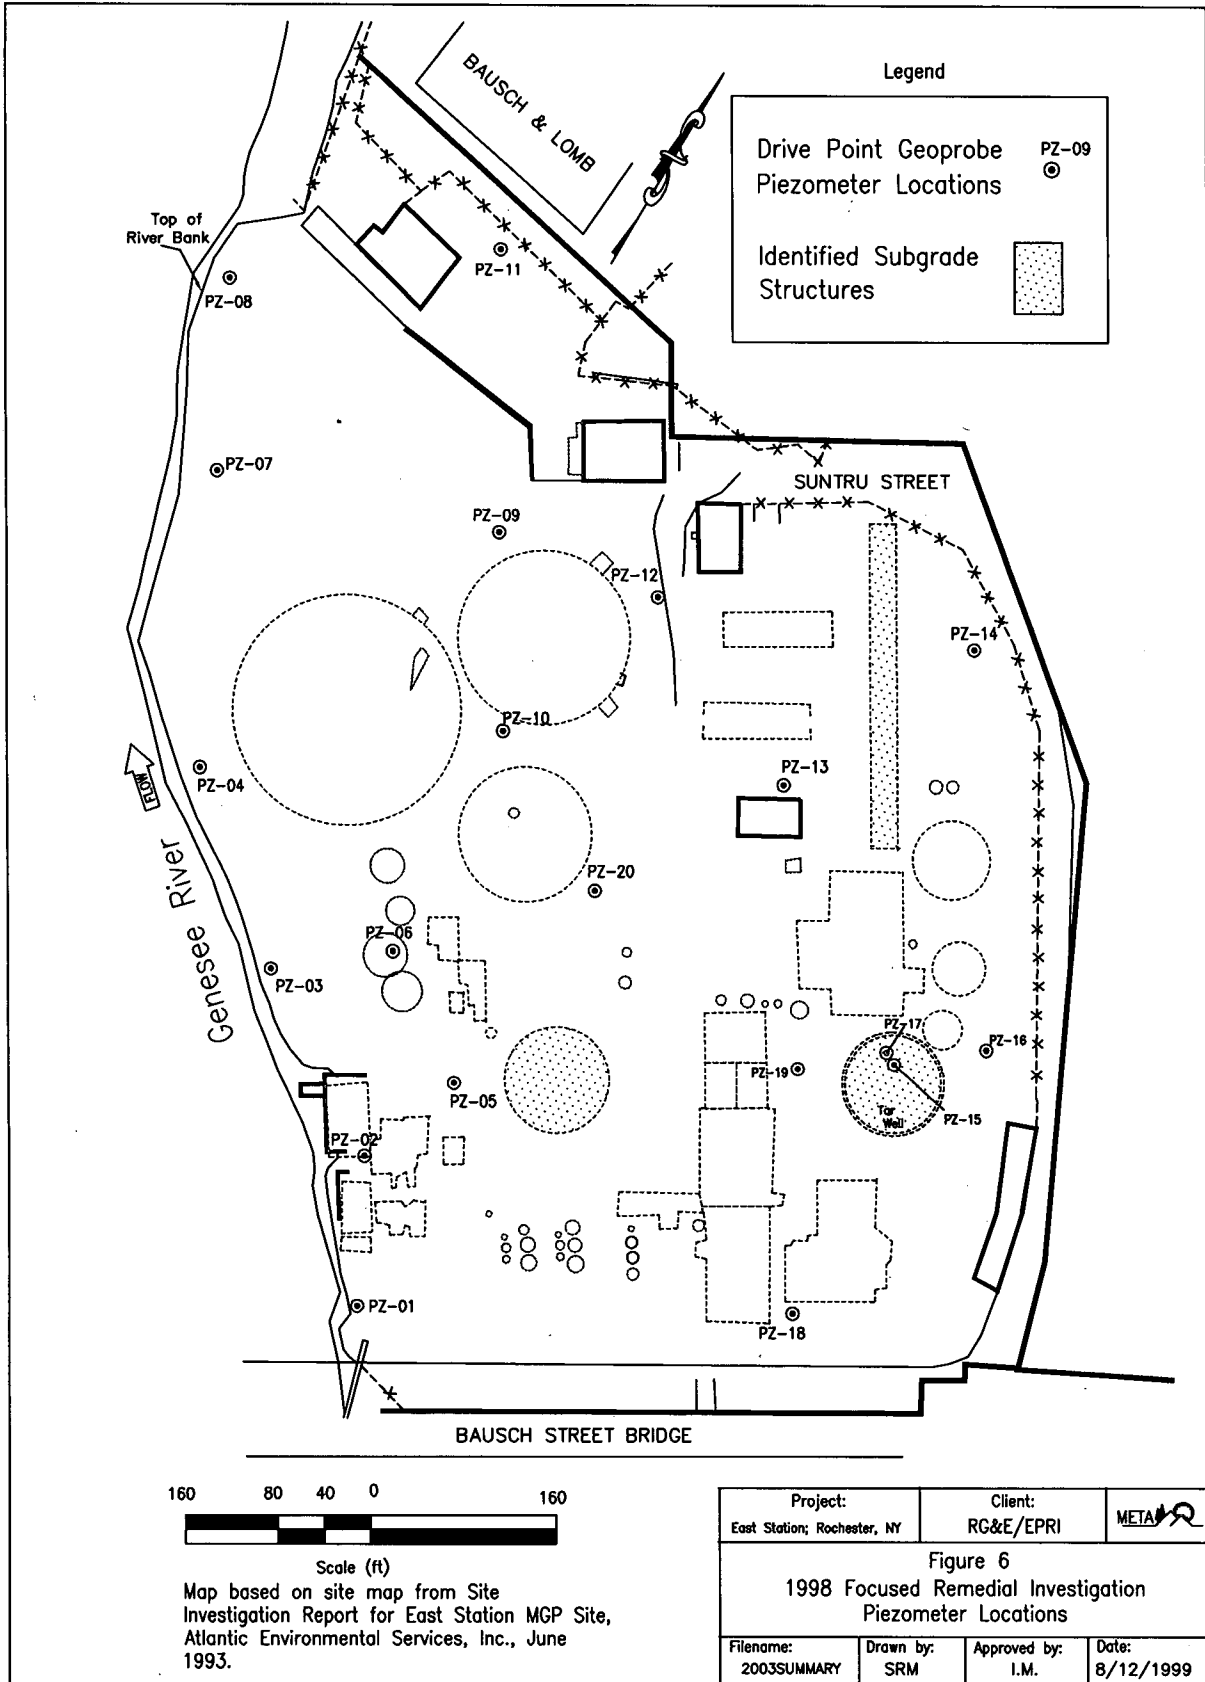 BAUSCH & LOMB
Legend
Drive Point Geoprobe
Piezometer Locations
PZ-09
Identified Subgrade
Structures
Top of
River Bank
PZ-11
PZ-08
PZ-07
SUNTRU STREET
PZ-09
PZ-12
PZ-14
PZ-10
PZ-04
FLOW
PZ-13
Genesee River
PZ-20
PZ-06
PZ-03
PZ-17
PZ-16
PZ-19
PZ-05
Tar
Well
PZ-15
PZ-02
PZ-01
PZ-18
BAUSCH STREET BRIDGE
160 80 40 0 160
Scale (ft)
Map based on site map from Site
Investigation Report for East Station MGP Site,
Atlantic Environmental Services, Inc., June
1993.
Project:
East Station; Rochester, NY
Client:
RG&E/EPRI
META
Figure 6
1998 Focused Remedial Investigation
Piezometer Locations
Filename:
2003SUMMARY
Drawn by:
SRM
Approved by:
I.M.
Date:
8/12/1999